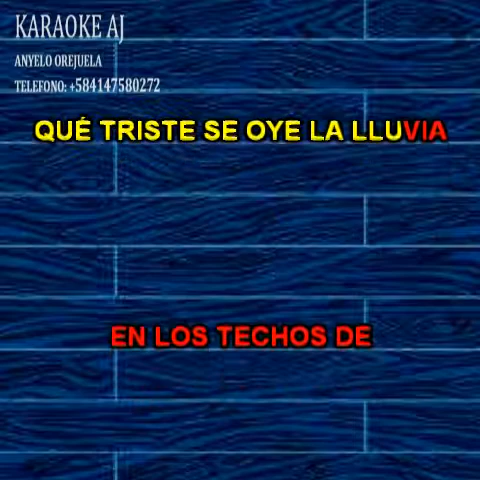 KARAOKE AJ
ANYELO OREJUELA
TELEFONO: +584147580272
QUÉ TRISTE SE OYE LA LLUVIA
EN LOS TECHOS DE